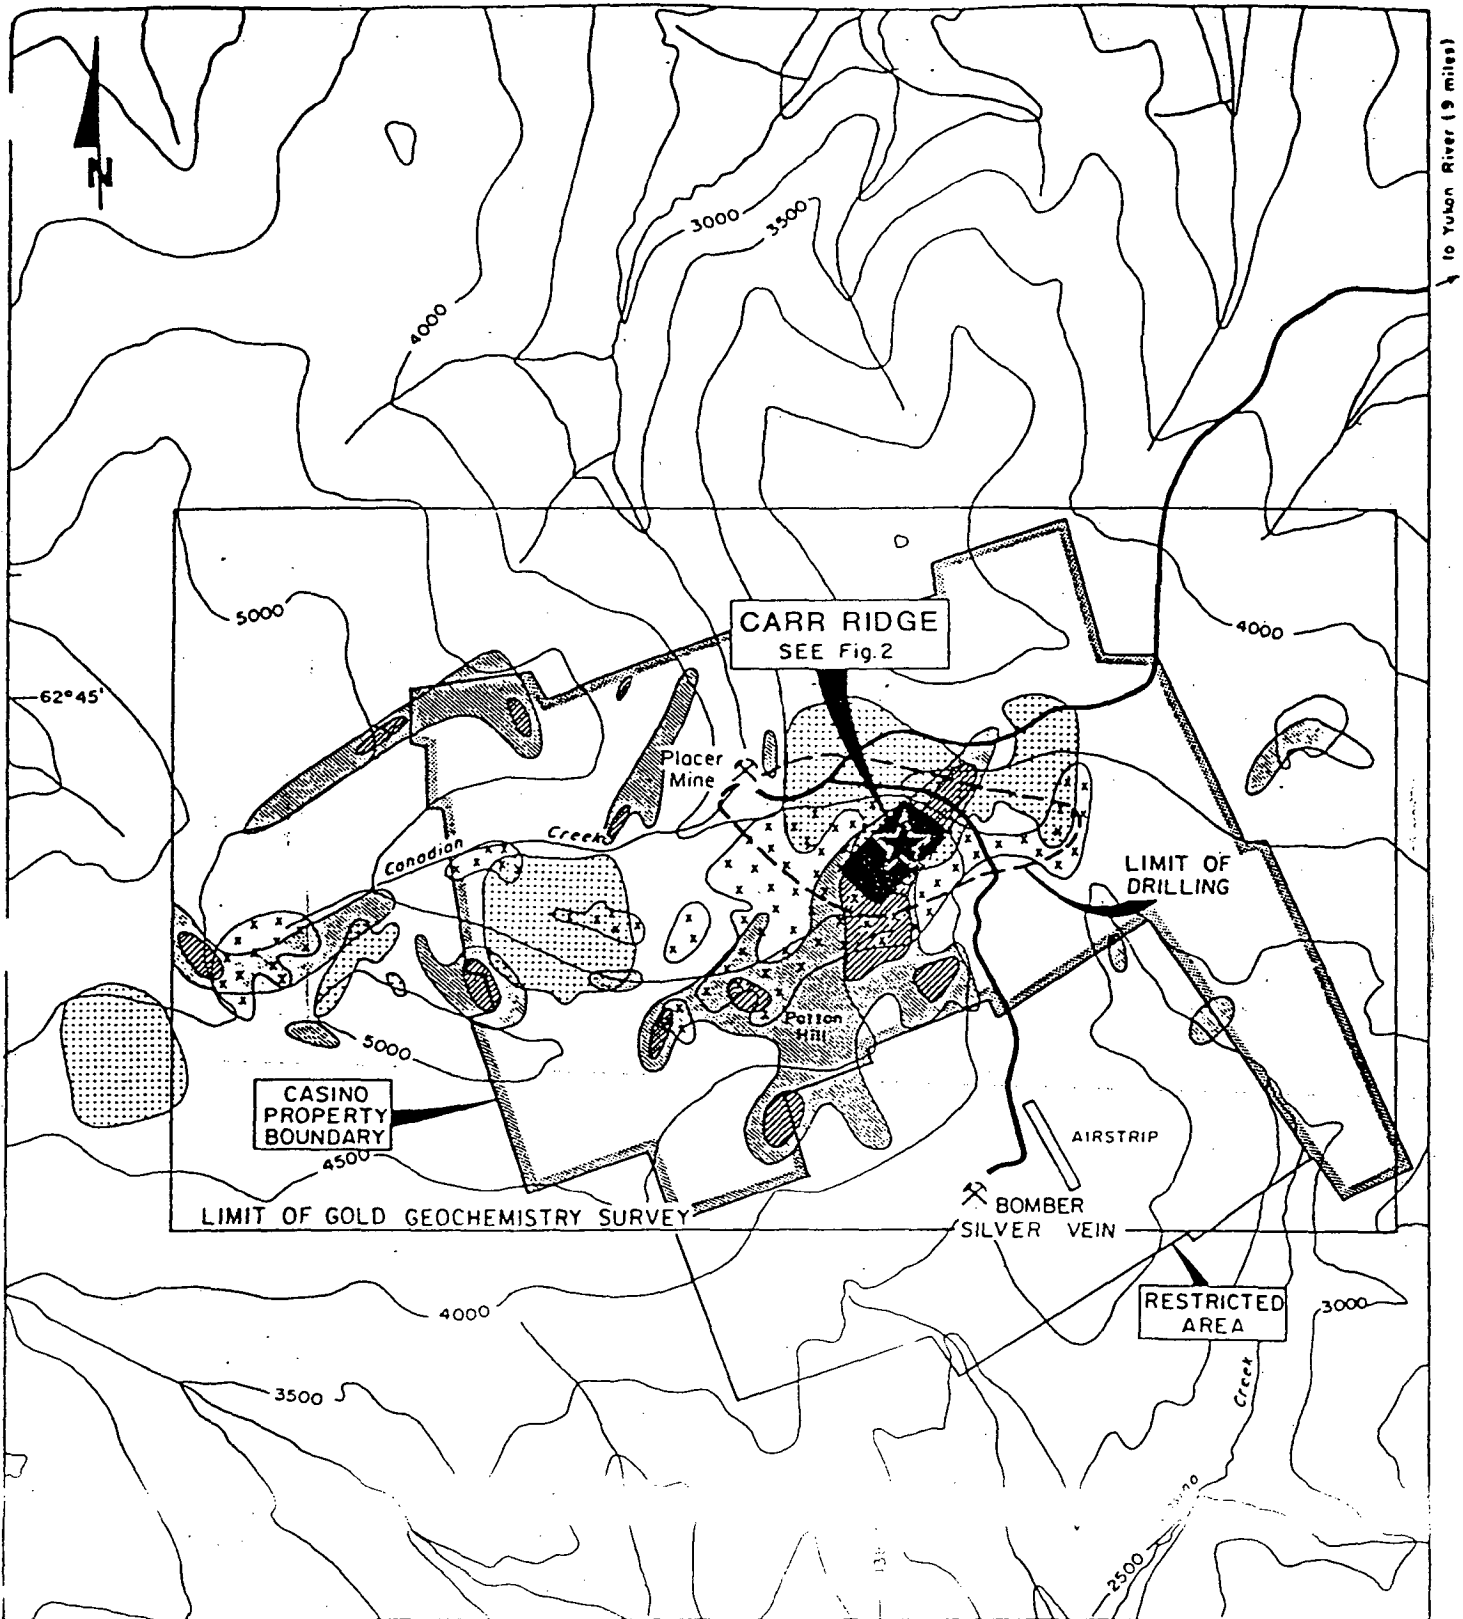 to Yukon River (9 miles)
N
3000
3500
4000
5000
CARR RIDGE
SEE Fig.2
4000
62°45'
Placer
Mine
Canadian
Creek
LIMIT OF
DRILLING
Patton
Hill
5000
CASINO
PROPERTY
BOUNDARY
4500
AIRSTRIP
LIMIT OF GOLD GEOCHEMISTRY SURVEY
BOMBER
SILVER VEIN
RESTRICTED
AREA
3000
4000
3500
Creek
2500